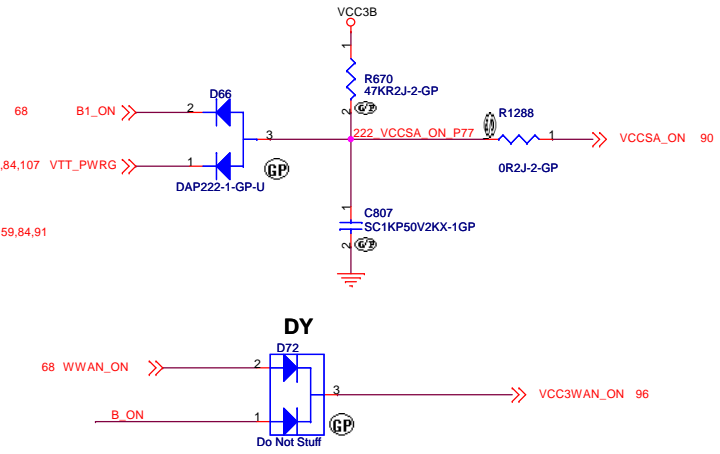 VCC3B
1
R670
47KR2J-2-GP
2 G/P
D66
68 B1_ON 2
3
222_VCCSA_ON_P77
R1288
1
VCCSA_ON 90
0R2J-2-GP
,84,107 VTT_PWRG 1
GP
DAP222-1-GP-U
59,84,91
1
C807
SC1KP50V2KX-1GP
2 G/P
DY
D72
68 WWAN_ON 2
3
VCC3WAN_ON 96
B_ON 1
GP
Do Not Stuff